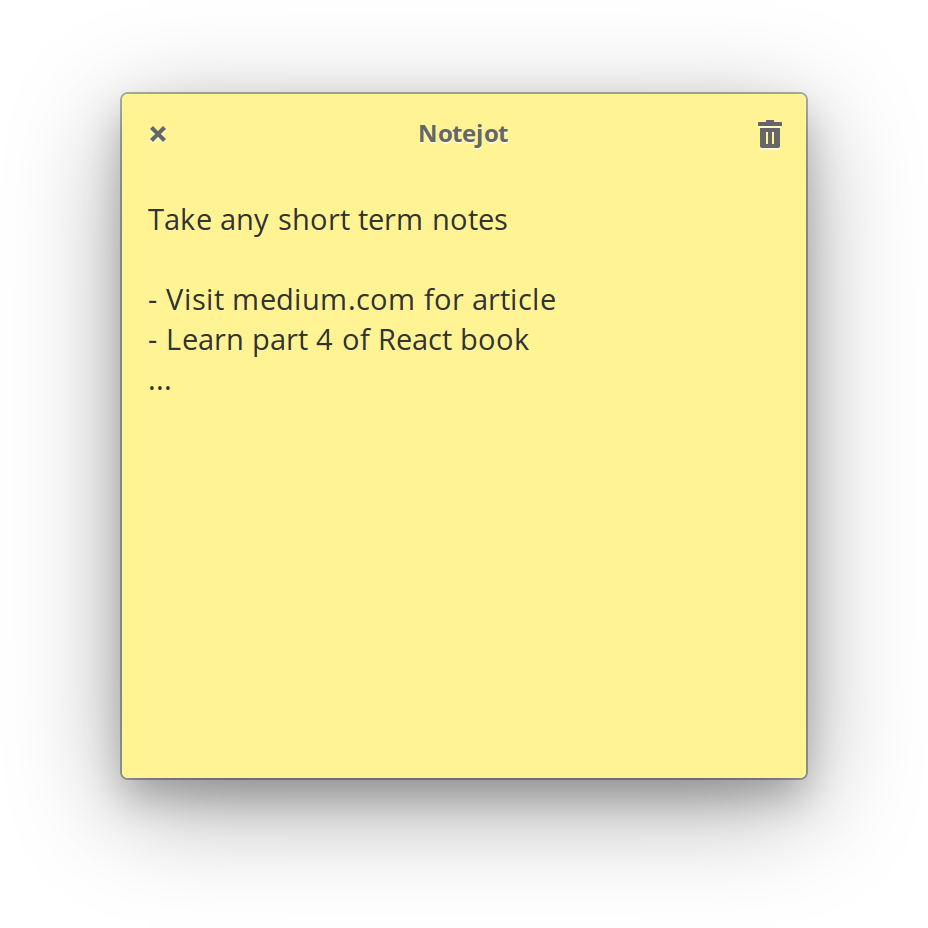 Notejot
Take any short term notes
- Visit medium.com for article
- Learn part 4 of React book
...